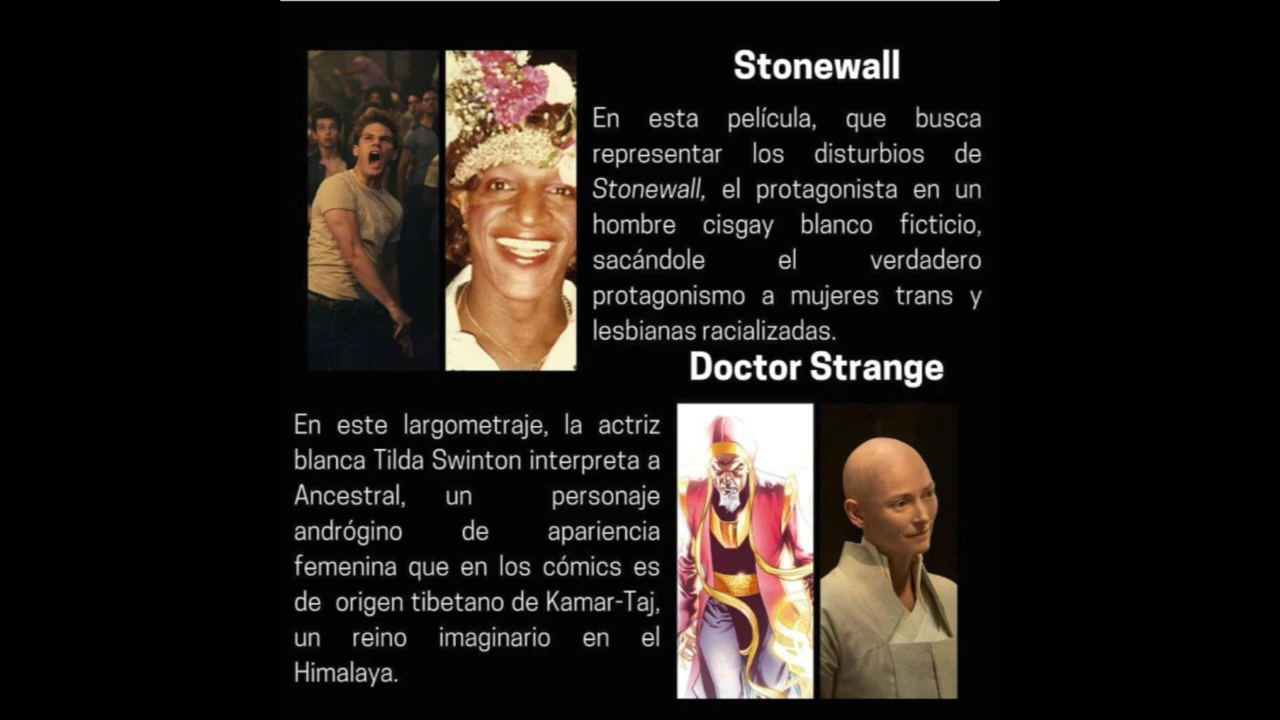 Stonewall
En esta película, que busca
representar los disturbios de
Stonewall, el protagonista en un
hombre cisgay blanco ficticio,
sacándole el verdadero
protagonismo a mujeres trans y
lesbianas racializadas.
Doctor Strange
En este largometraje, la actriz
blanca Tilda Swinton interpreta a
Ancestral, un personaje
andrógino de apariencia
femenina que en los cómics es
de origen tibetano de Kamar-Taj,
un reino imaginario en el
Himalaya.